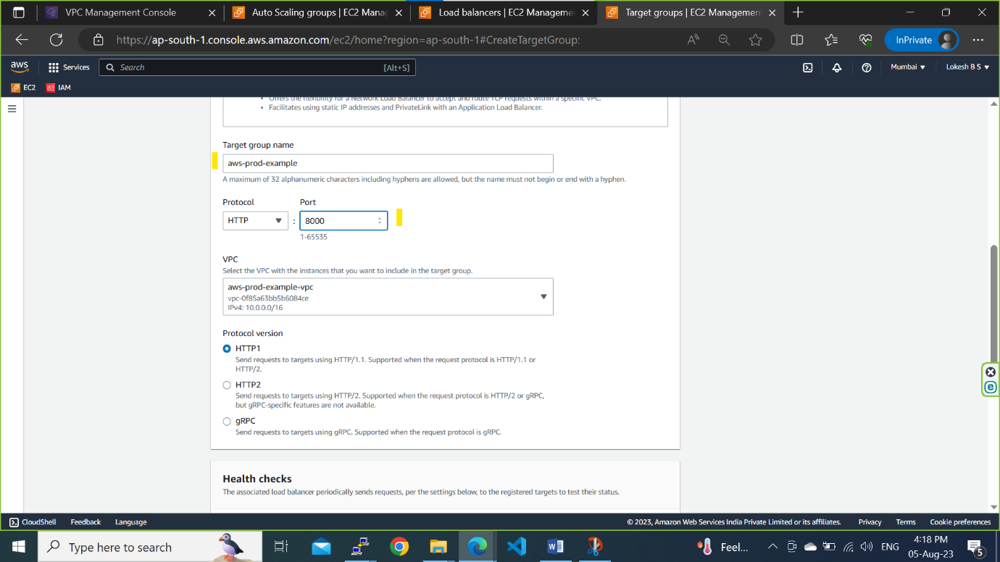 VPC Management Console
Auto Scaling groups | EC2 Manag
Load balancers | EC2 Managemen
Target groups | EC2 Management
https://ap-south-1.console.aws.amazon.com/ec2/home?region=ap-south-1#CreateTargetGroup:
InPrivate
aws
Services
Search
[Alt+S]
Mumbai
Lokesh B S
EC2
IAM
Offers the flexibility for a Network Load Balancer to accept and route TCP requests within a specific VPC.
Facilitates using static IP addresses and PrivateLink with an Application Load Balancer.
Target group name
aws-prod-example
A maximum of 32 alphanumeric characters including hyphens are allowed, but the name must not begin or end with a hyphen.
Protocol
Port
HTTP
:
8000
1-65535
VPC
Select the VPC with the instances that you want to include in the target group.
aws-prod-example-vpc
vpc-0f85a63bb5b6084ce
IPv4: 10.0.0.0/16
Protocol version
HTTP1
Send requests to targets using HTTP/1.1. Supported when the request protocol is HTTP/1.1 or
HTTP/2.
HTTP2
Send requests to targets using HTTP/2. Supported when the request protocol is HTTP/2 or gRPC,
but gRPC-specific features are not available.
gRPC
Send requests to targets using gRPC. Supported when the request protocol is gRPC.
Health checks
The associated load balancer periodically sends requests, per the settings below, to the registered targets to test their status.
CloudShell
Feedback
Language
© 2023, Amazon Web Services India Private Limited or its affiliates.
Privacy
Terms
Cookie preferences
Type here to search
Feel...
ENG
4:18 PM
05-Aug-23
5